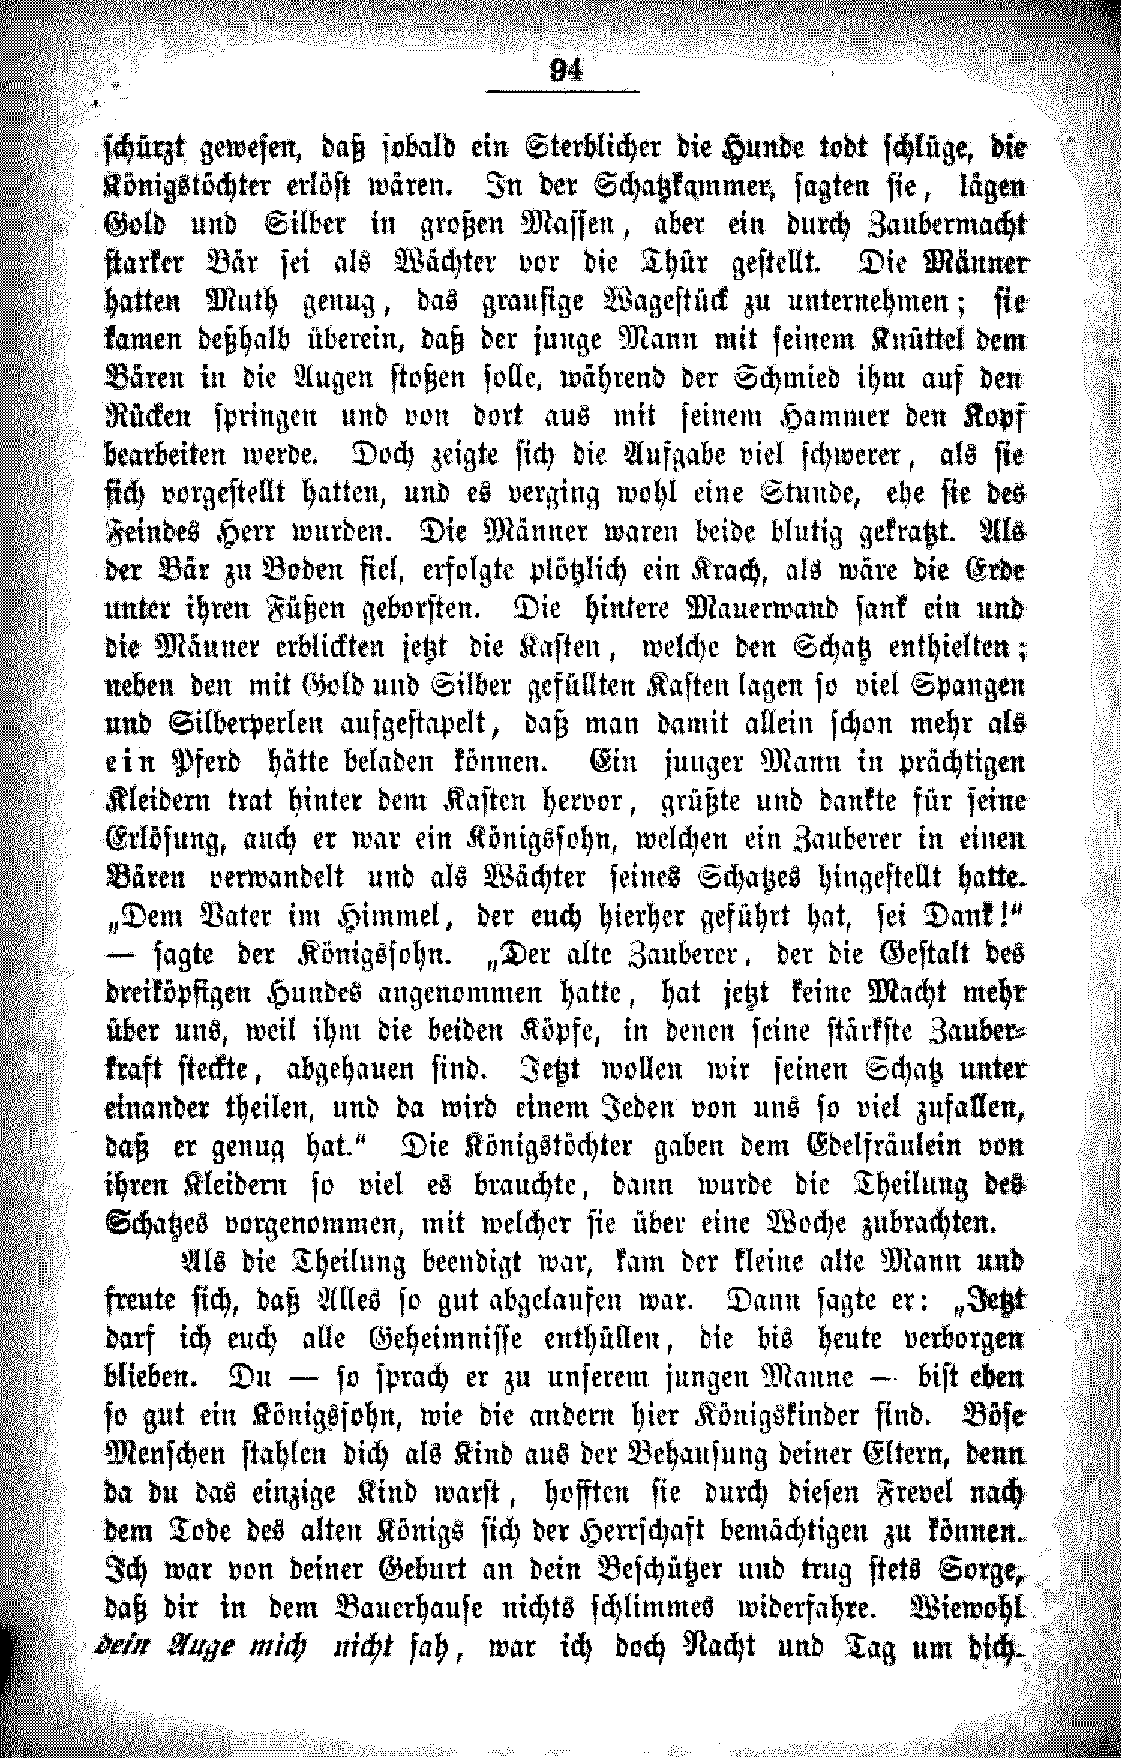 94
schürzt gewesen, daß sobald ein Sterblicher die Hunde todt schlüge, die
Königstöchter erlöst wären. In der Schatzkammer, sagten sie, lägen
Gold und Silber in großen Massen, aber ein durch Zaubermacht
starker Bär sei als Wächter vor die Thür gestellt. Die Männer
hatten Muth genug, das grausige Wagestück zu unternehmen; sie
kamen deßhalb überein, daß der junge Mann mit seinem Knüttel dem
Bären in die Augen stoßen solle, während der Schmied ihm auf den
Rücken springen und von dort aus mit seinem Hammer den Kopf
bearbeiten werde. Doch zeigte sich die Aufgabe viel schwerer, als sie
sich vorgestellt hatten, und es verging wohl eine Stunde, ehe sie des
Feindes Herr wurden. Die Männer waren beide blutig gekratzt. Als
der Bär zu Boden fiel, erfolgte plötzlich ein Krach, als wäre die Erde
unter ihren Füßen geborsten. Die hintere Mauerwand sank ein und
die Männer erblickten jetzt die Kasten, welche den Schatz enthielten;
neben den mit Gold und Silber gefüllten Kasten lagen so viel Spangen
und Silberperlen aufgestapelt, daß man damit allein schon mehr als
ein Pferd hätte beladen können. Ein junger Mann in prächtigen
Kleidern trat hinter dem Kasten hervor, grüßte und dankte für seine
Erlösung, auch er war ein Königssohn, welchen ein Zauberer in einen
Bären verwandelt und als Wächter seines Schatzes hingestellt hatte.
„Dem Vater im Himmel, der euch hierher geführt hat, sei Dank!“
— sagte der Königssohn. „Der alte Zauberer, der die Gestalt des
dreiköpfigen Hundes angenommen hatte, hat jetzt keine Macht mehr
über uns, weil ihm die beiden Köpfe, in denen seine stärkste Zauber-
kraft steckte, abgehauen sind. Jetzt wollen wir seinen Schatz unter
einander theilen, und da wird einem Jeden von uns so viel zufallen,
daß er genug hat.“ Die Königstöchter gaben dem Edelfräulein von
ihren Kleidern so viel es brauchte, dann wurde die Theilung des
Schatzes vorgenommen, mit welcher sie über eine Woche zubrachten.
Als die Theilung beendigt war, kam der kleine alte Mann und
freute sich, daß Alles so gut abgelaufen war. Dann sagte er: „Jetzt
darf ich euch alle Geheimnisse enthüllen, die bis heute verborgen
blieben. Du — so sprach er zu unserem jungen Manne — bist eben
so gut ein Königssohn, wie die andern hier Königskinder sind. Böse
Menschen stahlen dich als Kind aus der Behausung deiner Eltern, denn
da du das einzige Kind warst, hofften sie durch diesen Frevel nach
dem Tode des alten Königs sich der Herrschaft bemächtigen zu können.
Ich war von deiner Geburt an dein Beschützer und trug stets Sorge,
daß dir in dem Bauerhause nichts schlimmes widerfahre. Wiewohl
dein Auge mich nicht sah, war ich doch Nacht und Tag um dich.